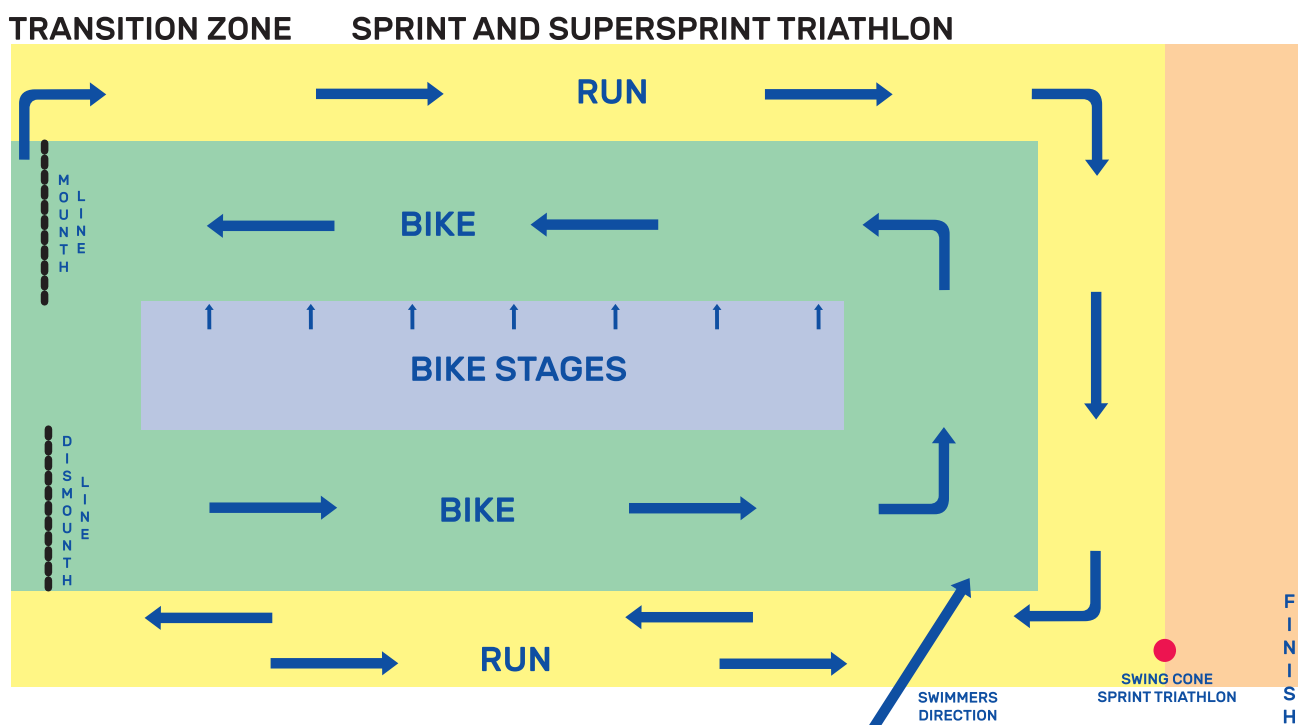 TRANSITION ZONE
SPRINT AND SUPERSPRINT TRIATHLON
RUN
MOUNTH
LINE
BIKE
BIKE STAGES
DISMOUNTH
LINE
BIKE
RUN
SWIMMERS
DIRECTION
SWING CONE
SPRINT TRIATHLON
FINISH